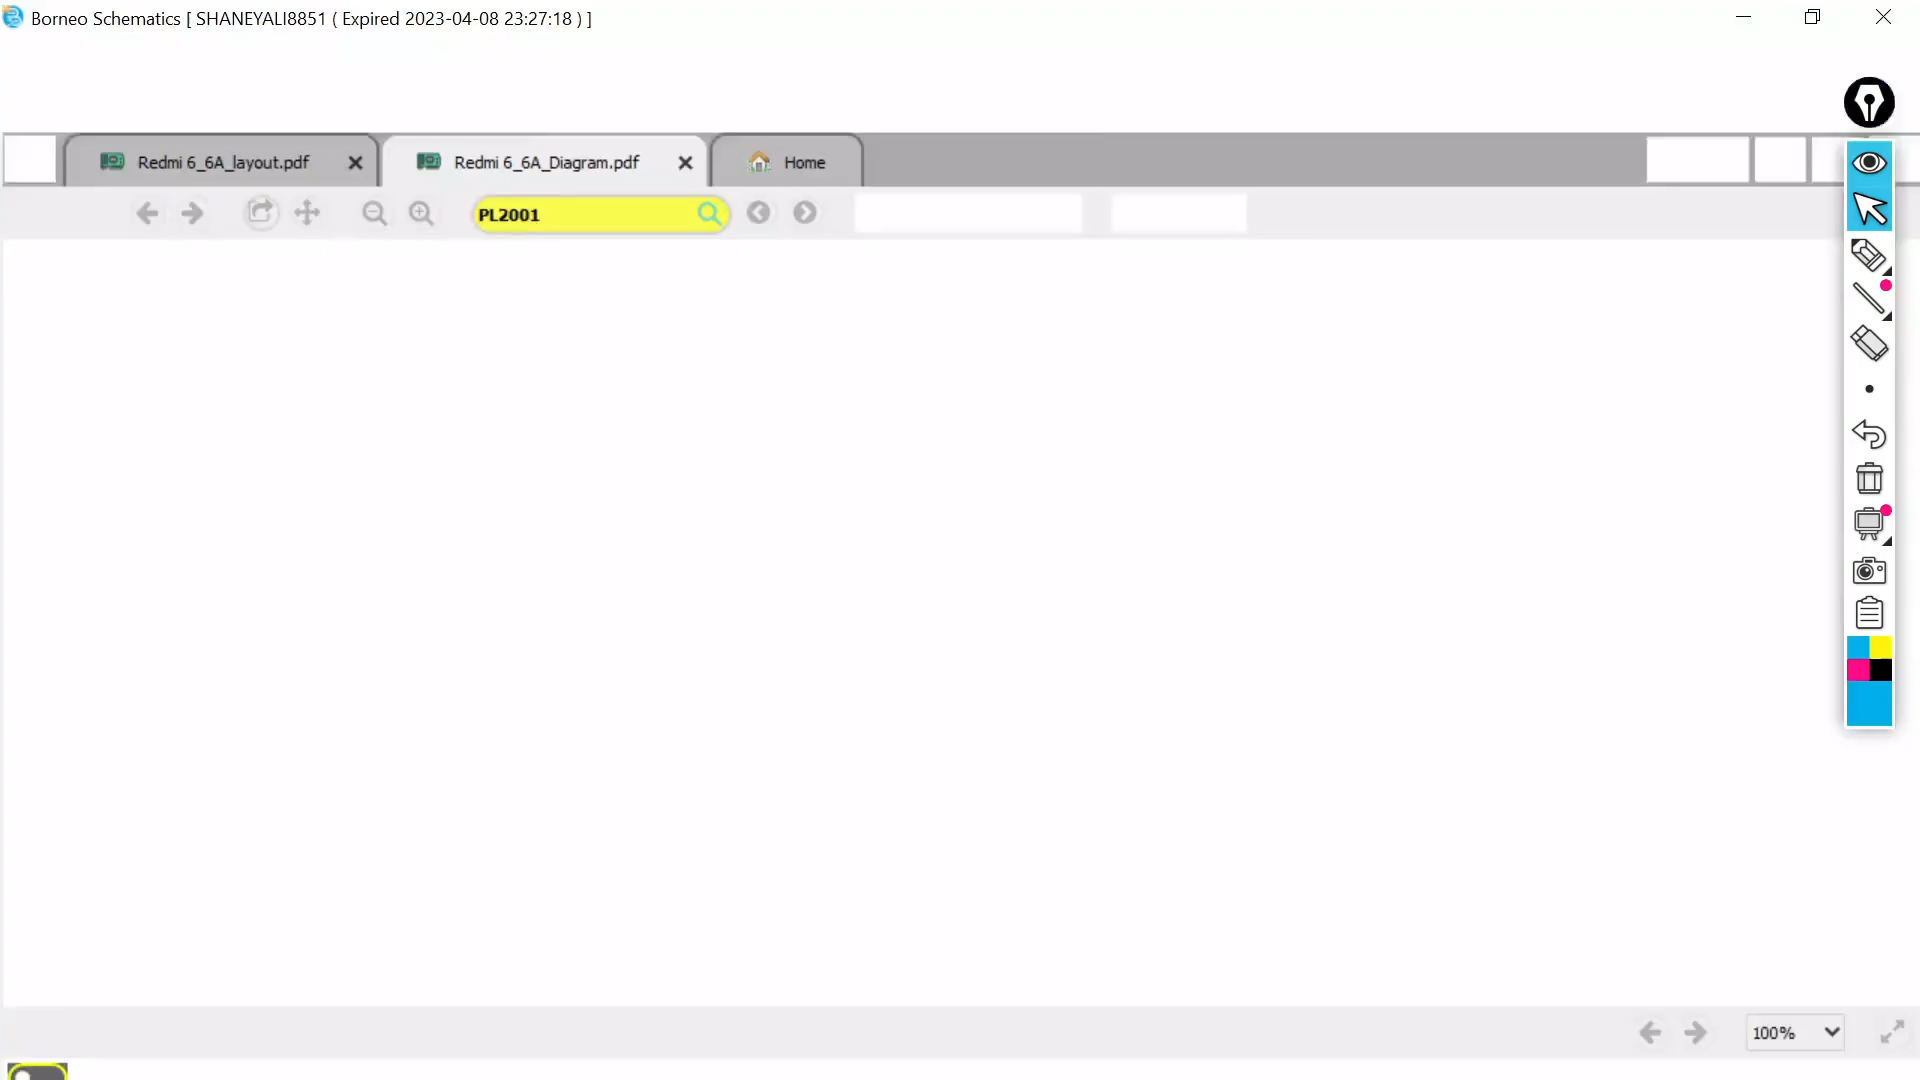 Borneo Schematics [ SHANEYALI8851 ( Expired 2023-04-08 23:27:18 ) ]
Redmi 6_6A_layout.pdf
Redmi 6_6A_Diagram.pdf
Home
PL2001
100%